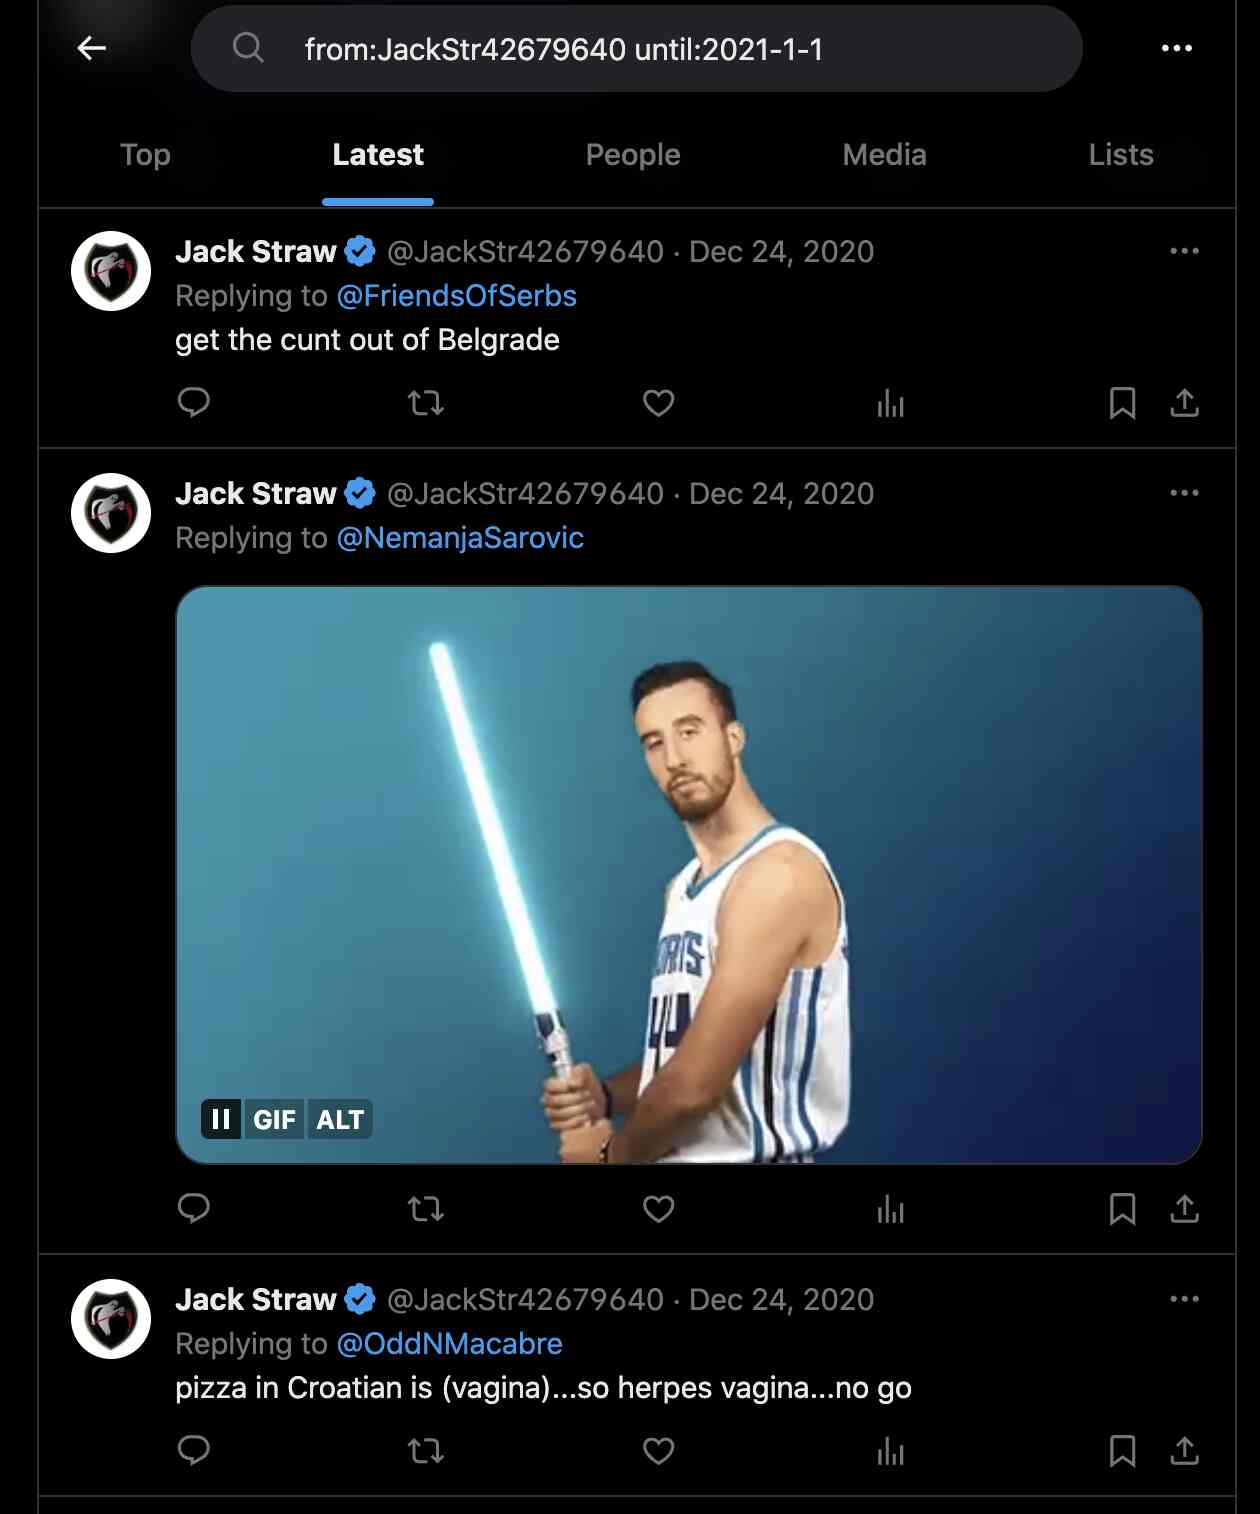 from:JackStr42679640 until:2021-1-1
Top Latest People Media Lists
Jack Straw @JackStr42679640 · Dec 24, 2020
Replying to @FriendsOfSerbs
get the cunt out of Belgrade
Jack Straw @JackStr42679640 · Dec 24, 2020
Replying to @NemanjaSarovic
44
GIF ALT
Jack Straw @JackStr42679640 · Dec 24, 2020
Replying to @OddNMacabre
pizza in Croatian is (vagina)...so herpes vagina...no go